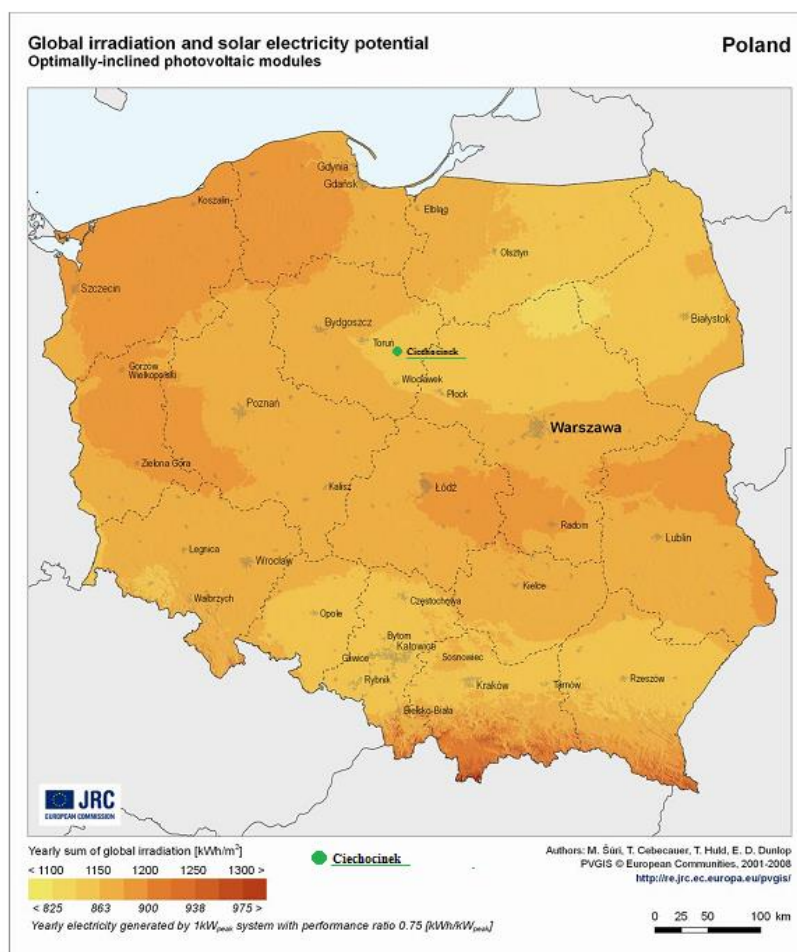 Global irradiation and solar electricity potential
Optimally-inclined photovoltaic modules
Poland
Gdynia
Gdańsk
Koszalin
Elbląg
Olsztyn
Szczecin
Białystok
Bydgoszcz
Toruń
Ciechocinek
Gorzów
Wielkopolski
Włocławek
Płock
Poznań
Warszawa
Zielona Góra
Kalisz
Łódź
Radom
Lublin
Legnica
Wrocław
Wałbrzych
Kielce
Częstochowa
Opole
Bytom
Katowice
Gliwice
Sosnowiec
Rybnik
Kraków
Tarnów
Rzeszów
Bielsko-Biała
JRC
EUROPEAN COMMISSION
Yearly sum of global irradiation [kWh/m²]
< 1100 1150 1200 1250 1300 >
< 825 863 900 938 975 >
Yearly electricity generated by 1kWpeak system with performance ratio 0.75 [kWh/kWpeak]
Ciechocinek
Authors: M. Šúri, T. Cebecauer, T. Huld, E. D. Dunlop
PVGIS © European Communities, 2001-2008
http://re.jrc.ec.europa.eu/pvgis/
0 25 50 100 km